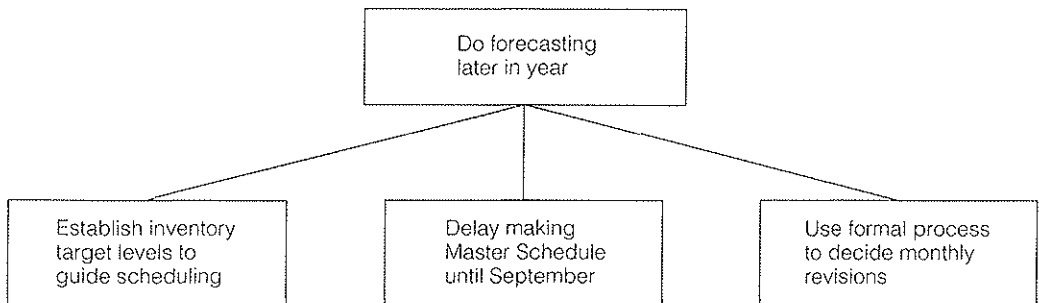 Do forecasting
later in year
Establish inventory
target levels to
guide scheduling
Delay making
Master Schedule
until September
Use formal process
to decide monthly
revisions